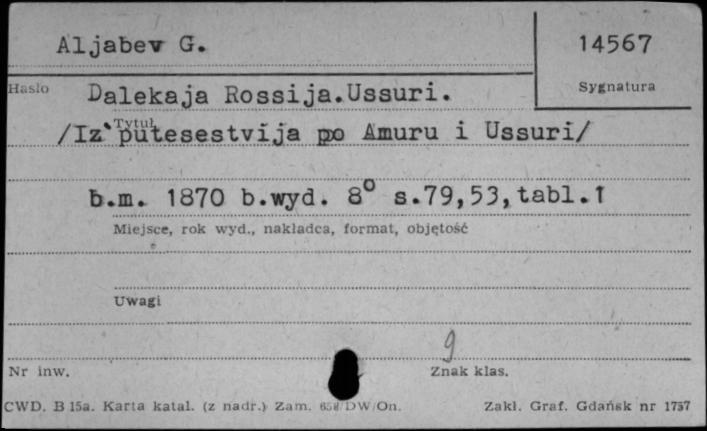 Aljabev G.
14567
Hasło
Sygnatura
Dalekaja Rossija.Ussuri.
Tytuł
/Iz putesestvija po Amuru i Ussuri/
b.m. 1870 b.wyd. 8° s.79,53,tabl.1
Miejsce, rok wyd., nakładca, format, objętość
Uwagi
9
Nr inw.
Znak klas.
CWD. B 15a. Karta katal. (z nadr.) Zam. DW/On.
Zakł. Graf. Gdańsk nr 1737